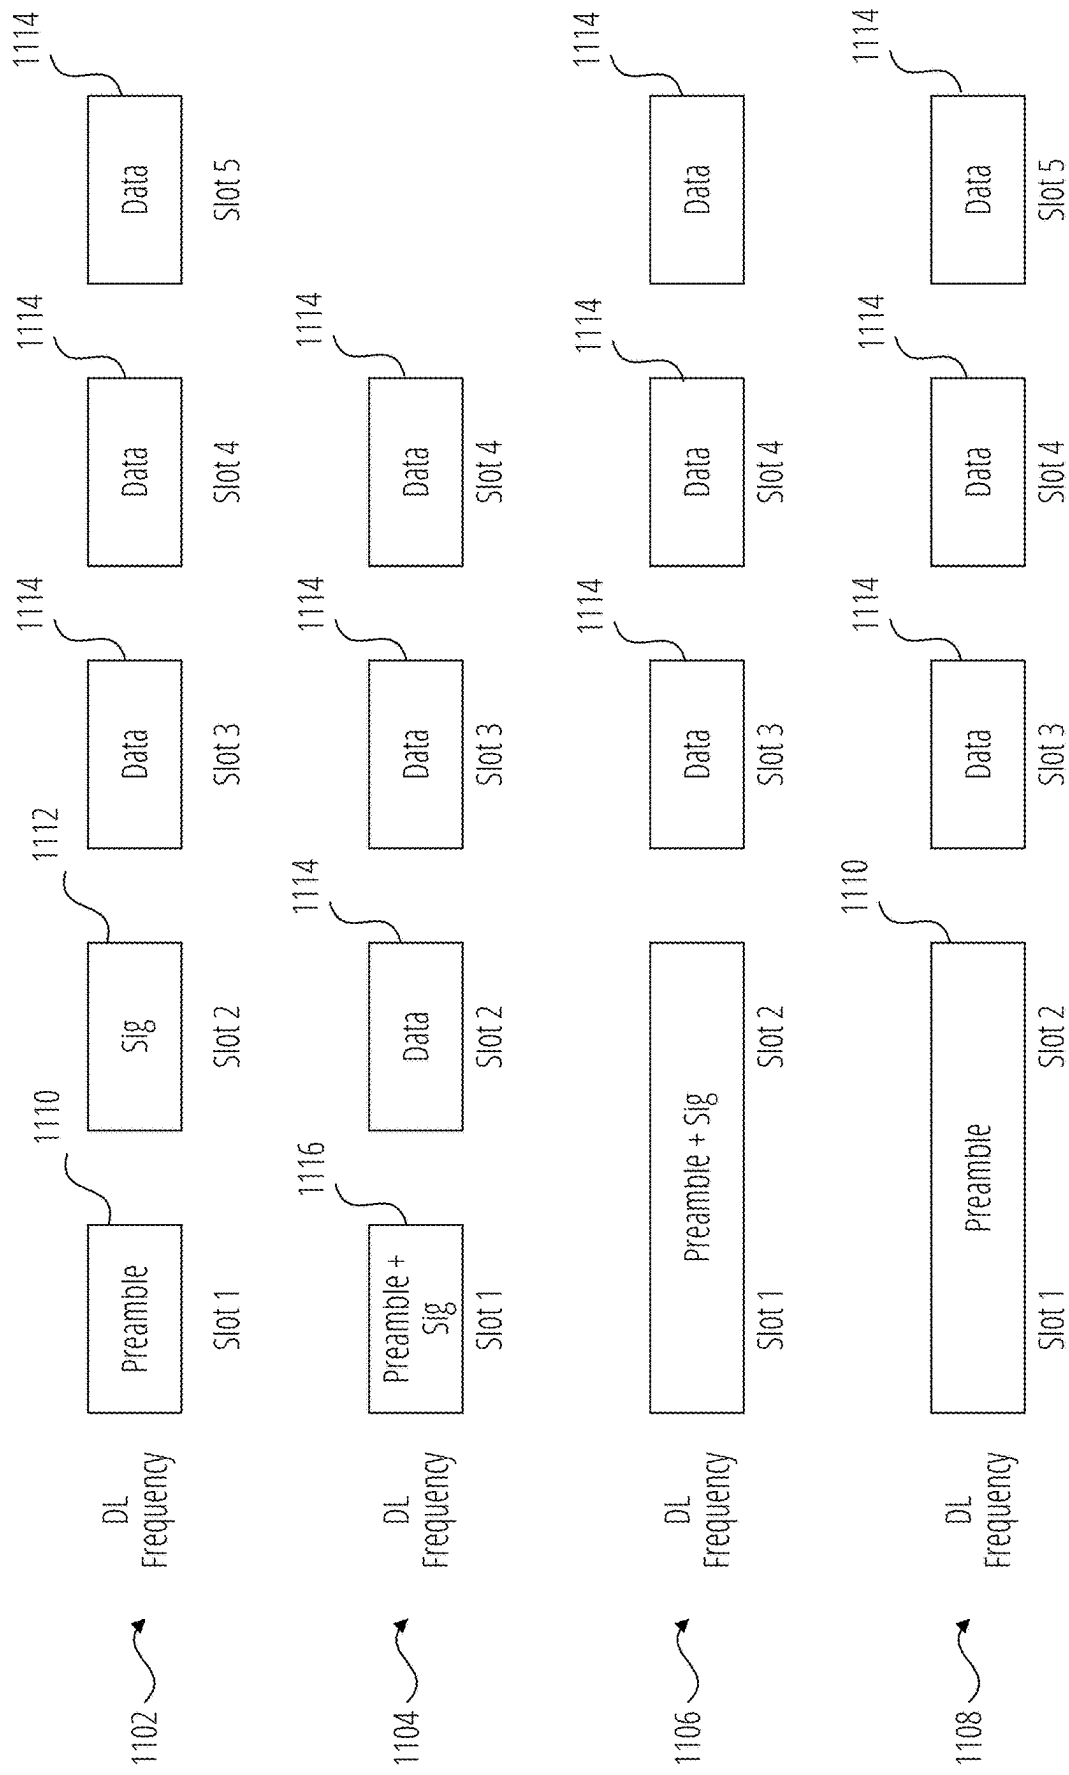 1110
1112
1114
1114
1114
1102
DL
Frequency
Preamble
Sig
Data
Data
Data
Slot 1
Slot 2
Slot 3
Slot 4
Slot 5
1116
1114
1114
1114
1104
DL
Frequency
Preamble +
Sig
Data
Data
Data
Slot 1
Slot 2
Slot 3
Slot 4
1114
1114
1114
1106
DL
Frequency
Preamble + Sig
Data
Data
Data
Slot 1
Slot 2
Slot 3
Slot 4
1110
1114
1114
1114
1108
DL
Frequency
Preamble
Data
Data
Data
Slot 1
Slot 2
Slot 3
Slot 4
Slot 5